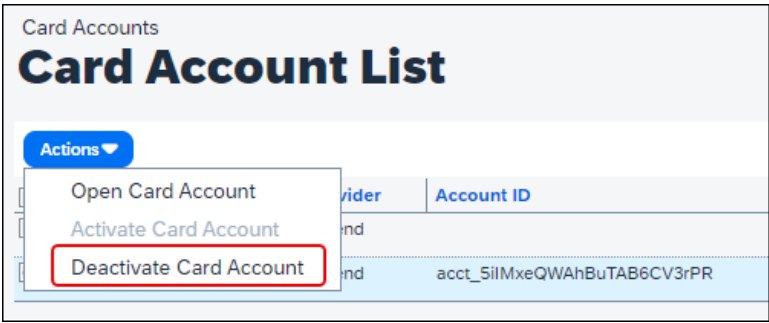 Card Accounts
Card Account List
Actions
Open Card Account
vider
Account ID
Activate Card Account
end
Deactivate Card Account
end
acct_5iIMxeQWAhBuTAB6CV3rPR